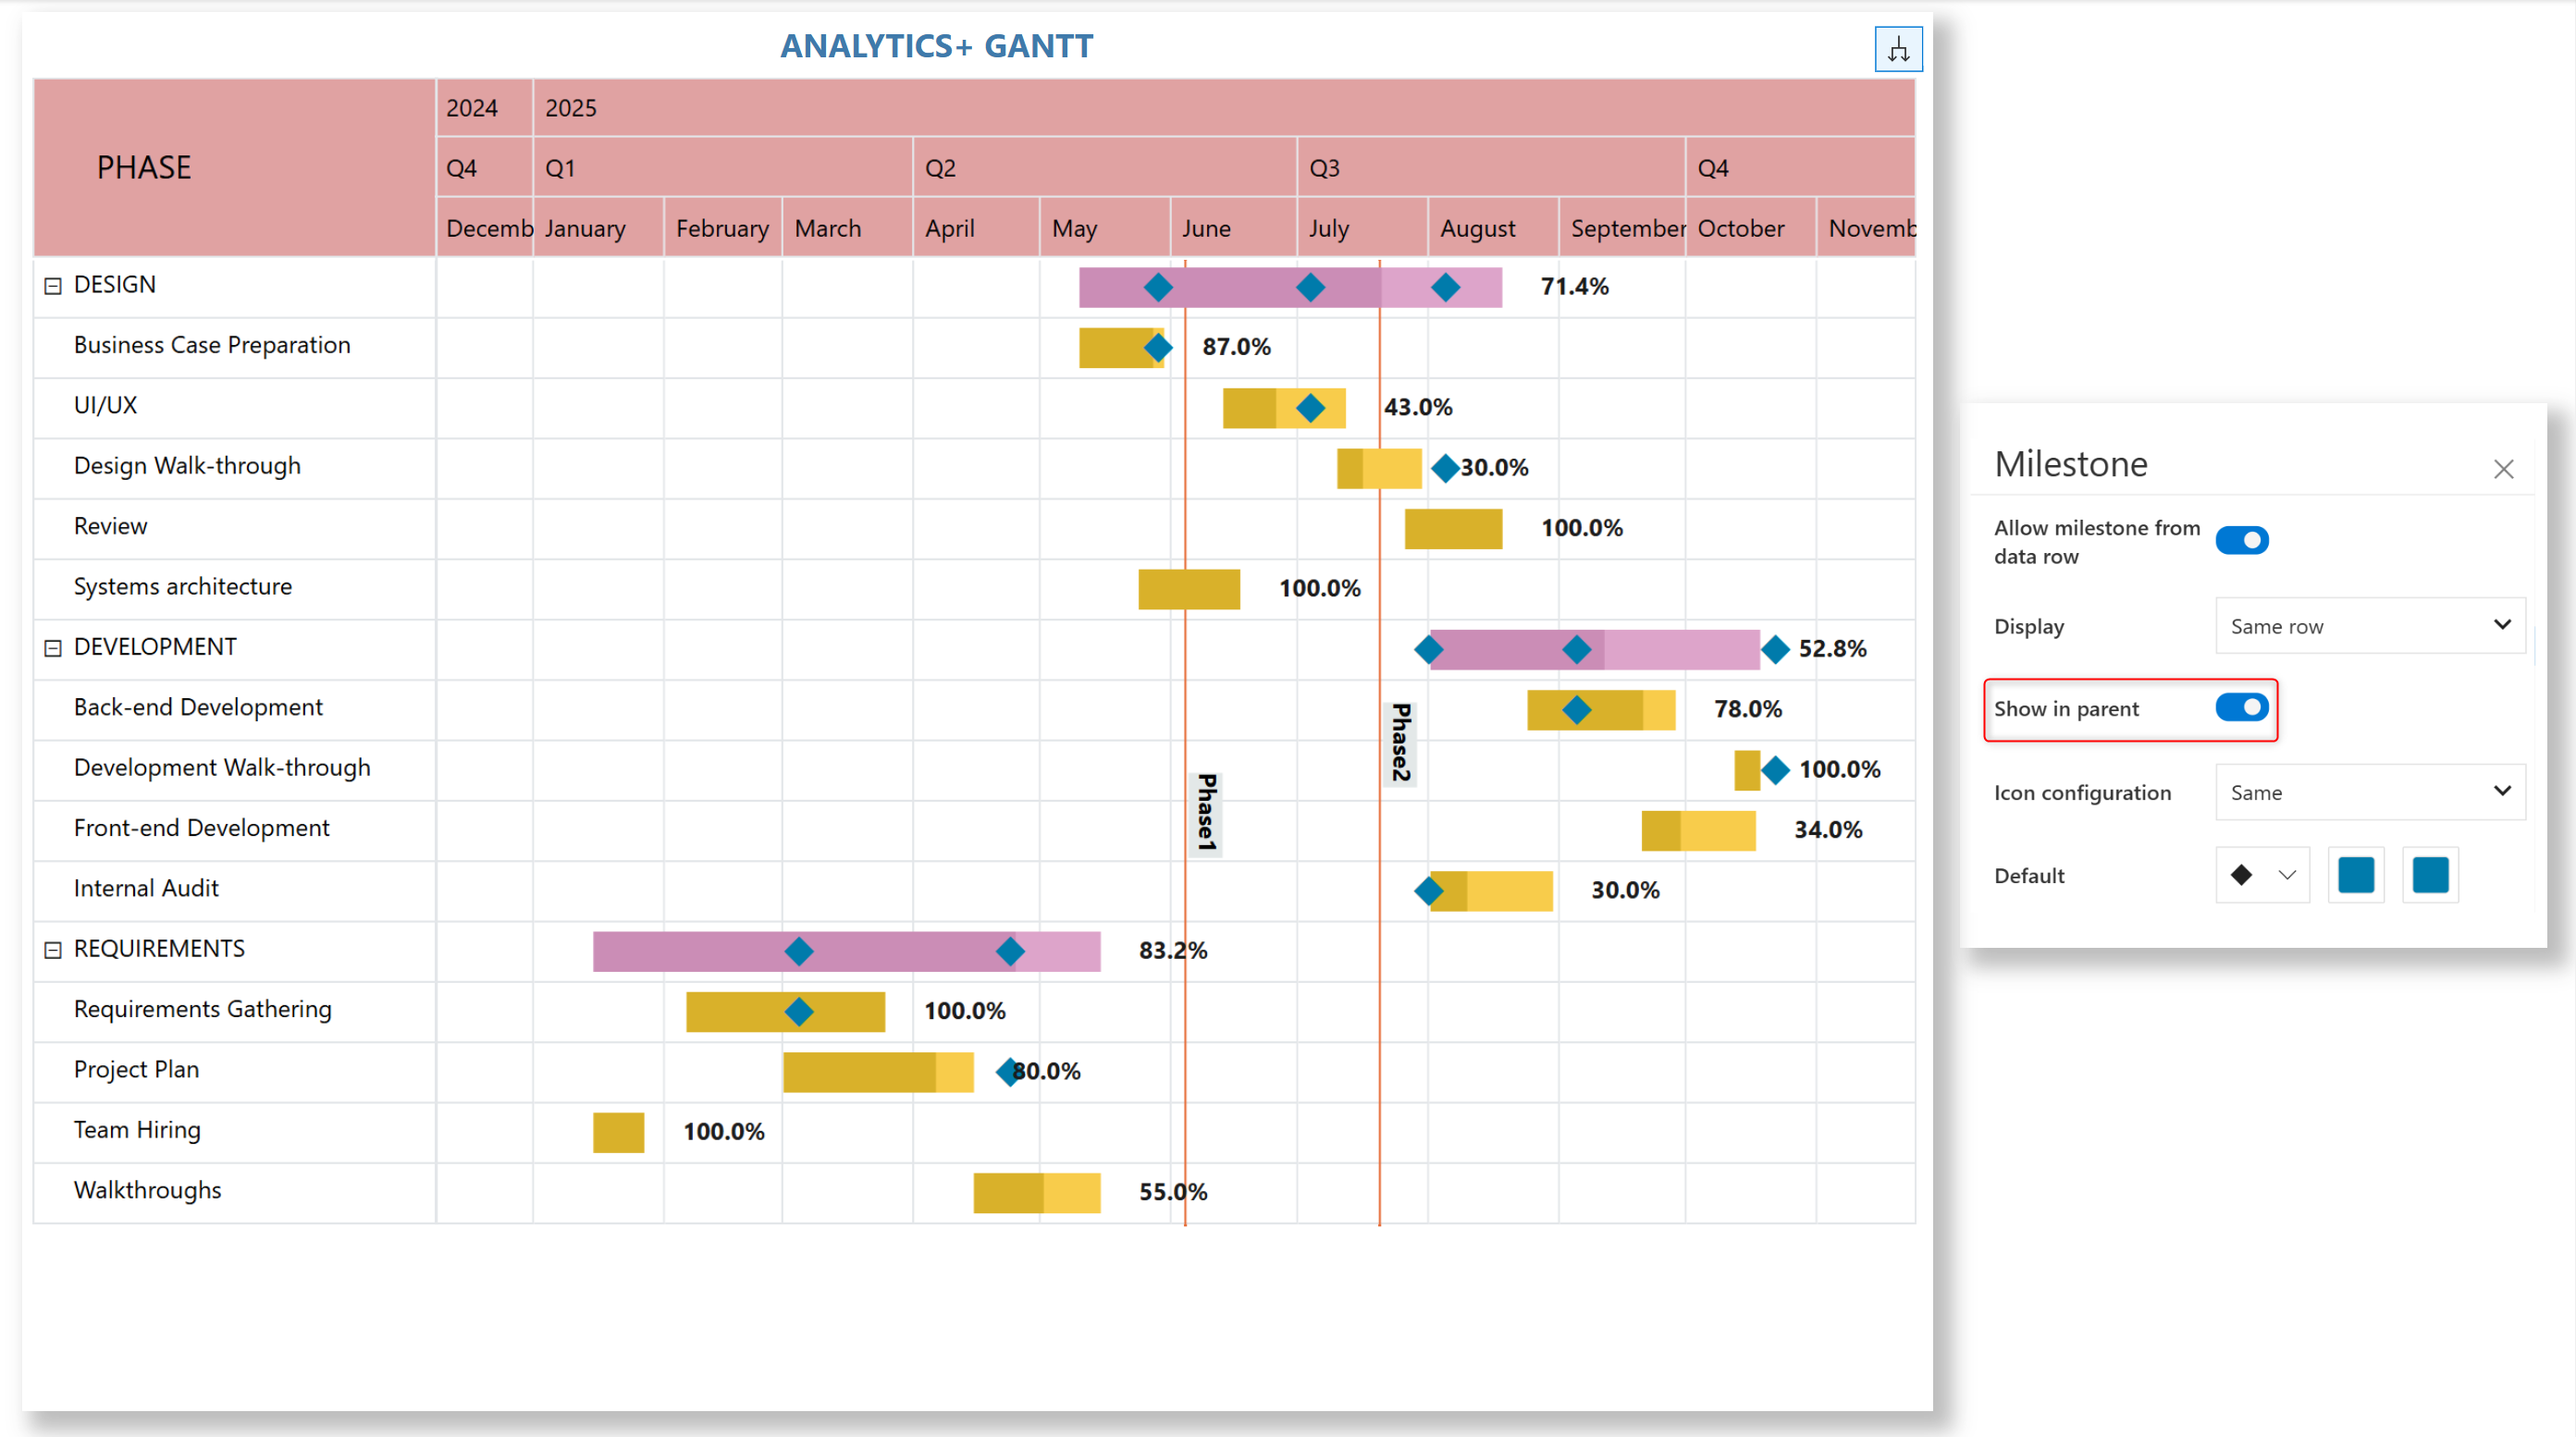 ANALYTICS+ GANTT
PHASE
2024 2025
Q4 Q1 Q2 Q3 Q4
Decemb January February March April May June July August September October Novemb
DESIGN 71.4%
Business Case Preparation 87.0%
UI/UX 43.0%
Design Walk-through 30.0%
Review 100.0%
Systems architecture 100.0%
DEVELOPMENT 52.8%
Back-end Development 78.0%
Phase2
Development Walk-through 100.0%
Phase1
Front-end Development 34.0%
Internal Audit 30.0%
REQUIREMENTS 83.2%
Requirements Gathering 100.0%
Project Plan 80.0%
Team Hiring 100.0%
Walkthroughs 55.0%
Milestone
Allow milestone from
data row
Display Same row
Show in parent
Icon configuration Same
Default